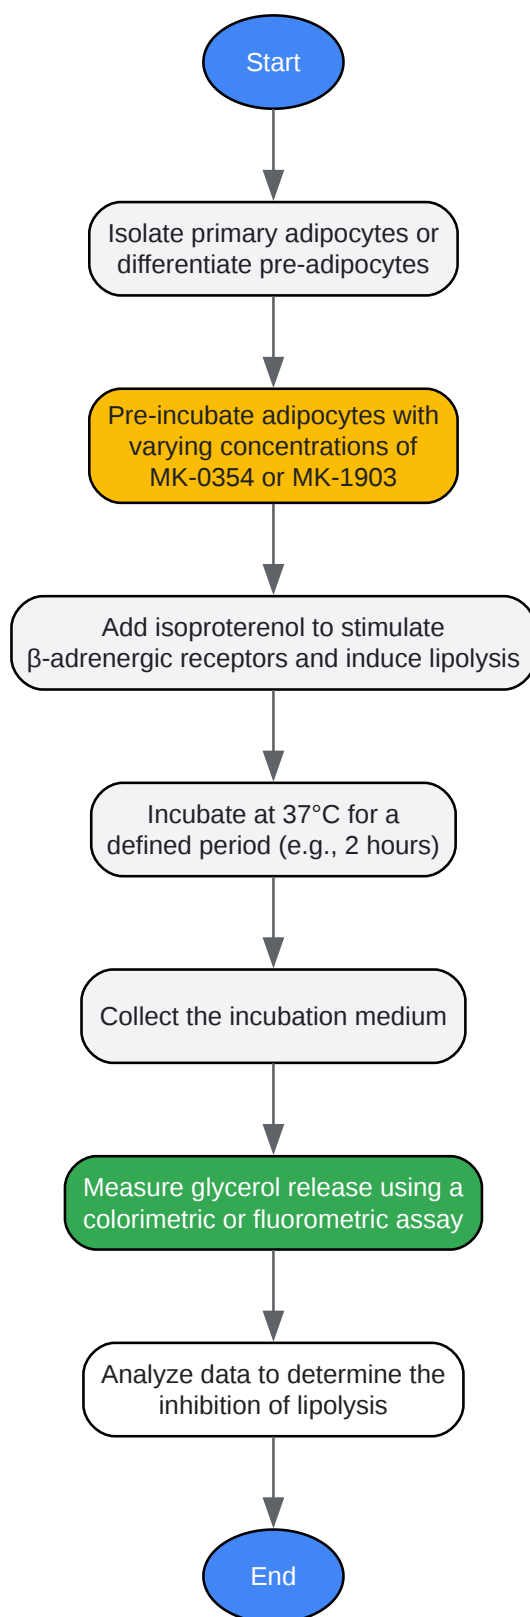 Start
Isolate primary adipocytes or
differentiate pre-adipocytes
Pre-incubate adipocytes with
varying concentrations of
MK-0354 or MK-1903
Add isoproterenol to stimulate
β-adrenergic receptors and induce lipolysis
Incubate at 37°C for a
defined period (e.g., 2 hours)
Collect the incubation medium
Measure glycerol release using a
colorimetric or fluorometric assay
Analyze data to determine the
inhibition of lipolysis
End